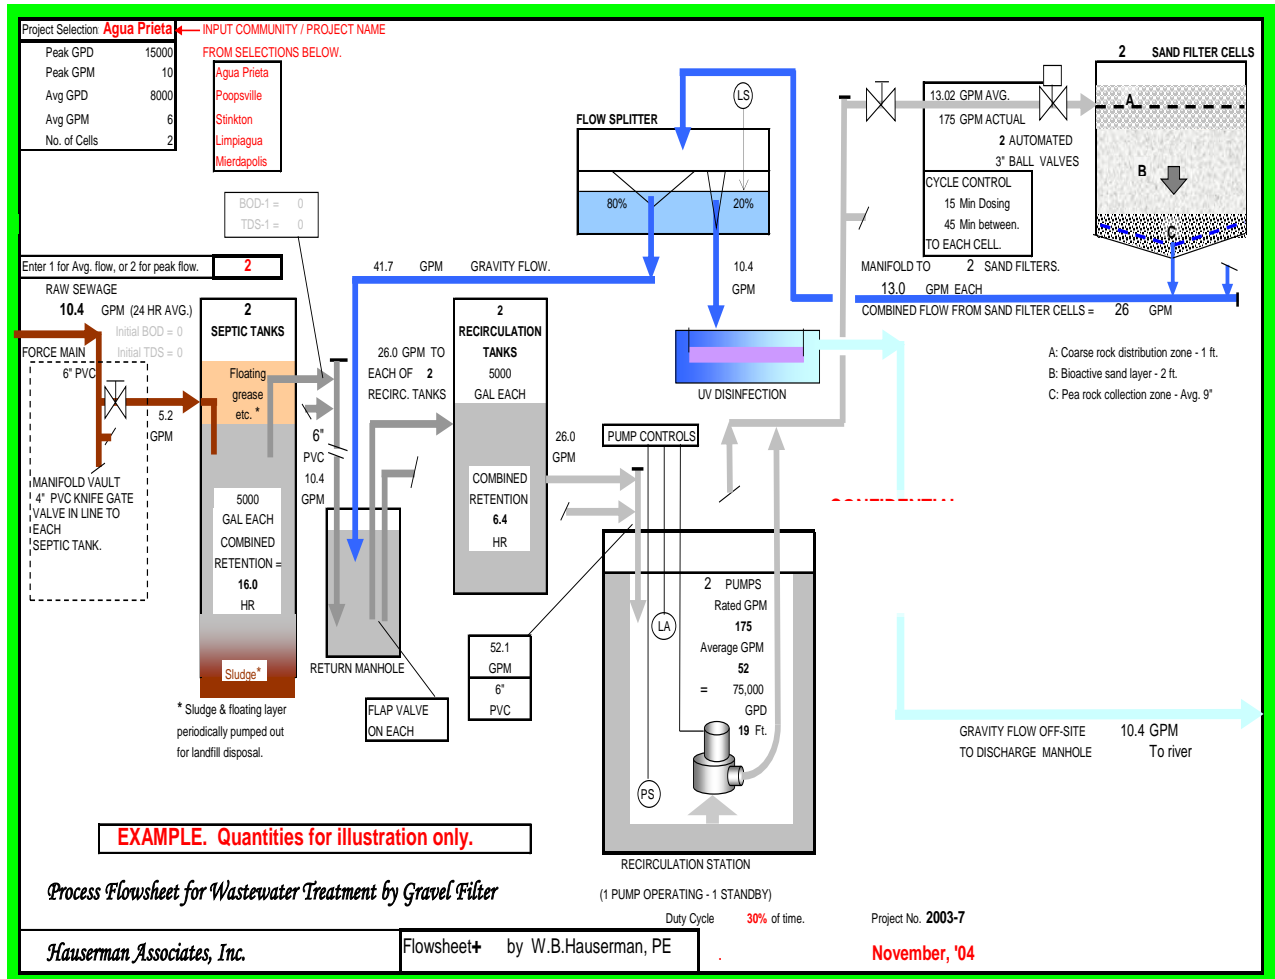 Project Selection: Agua Prieta
INPUT COMMUNITY / PROJECT NAME
FROM SELECTIONS BELOW.
Peak GPD 15000
Peak GPM 10
Avg GPD 8000
Avg GPM 6
No. of Cells 2
Agua Prieta
Poopsville
Stinkton
Limpiagua
Mierdapolis
BOD-1 = 0
TDS-1 = 0
Enter 1 for Avg. flow, or 2 for peak flow. 2
RAW SEWAGE
10.4 GPM (24 HR AVG.)
Initial BOD = 0
FORCE MAIN Initial TDS = 0
6" PVC
5.2
GPM
MANIFOLD VAULT
4" PVC KNIFE GATE
VALVE IN LINE TO
EACH
SEPTIC TANK.
2
SEPTIC TANKS
Floating
grease
etc. *
5000
GAL EACH
COMBINED
RETENTION =
16.0
HR
Sludge*
* Sludge & floating layer
periodically pumped out
for landfill disposal.
6"
PVC
10.4
GPM
RETURN MANHOLE
FLAP VALVE
ON EACH
26.0 GPM TO
EACH OF 2
RECIRC. TANKS
41.7 GPM GRAVITY FLOW.
2
RECIRCULATION
TANKS
5000
GAL EACH
COMBINED
RETENTION
6.4
HR
26.0
GPM
52.1
GPM
6"
PVC
FLOW SPLITTER
LS
80%
20%
10.4
GPM
UV DISINFECTION
PUMP CONTROLS
2 PUMPS
Rated GPM
175
Average GPM
52
= 75,000
GPD
19 Ft.
LA
PS
RECIRCULATION STATION
(1 PUMP OPERATING - 1 STANDBY)
Duty Cycle 30% of time.
13.02 GPM AVG.
175 GPM ACTUAL
2 AUTOMATED
3" BALL VALVES
CYCLE CONTROL
15 Min Dosing
45 Min between.
TO EACH CELL.
2 SAND FILTER CELLS
A
B
C
MANIFOLD TO 2 SAND FILTERS.
13.0 GPM EACH
COMBINED FLOW FROM SAND FILTER CELLS = 26 GPM
A: Coarse rock distribution zone - 1 ft.
B: Bioactive sand layer - 2 ft.
C: Pea rock collection zone - Avg. 9"
GRAVITY FLOW OFF-SITE 10.4 GPM
TO DISCHARGE MANHOLE To river
EXAMPLE. Quantities for illustration only.
Process Flowsheet for Wastewater Treatment by Gravel Filter
Project No. 2003-7
Hauserman Associates, Inc.
Flowsheet+ by W.B.Hauserman, PE
November, '04